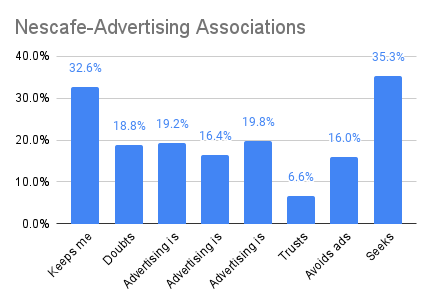 Nescafe-Advertising Associations
40.0%
30.0%
20.0%
10.0%
0.0%
32.6%
18.8%
19.2%
16.4%
19.8%
6.6%
16.0%
35.3%
Keeps me
Doubts
Advertising is
Advertising is
Advertising is
Trusts
Avoids ads
Seeks